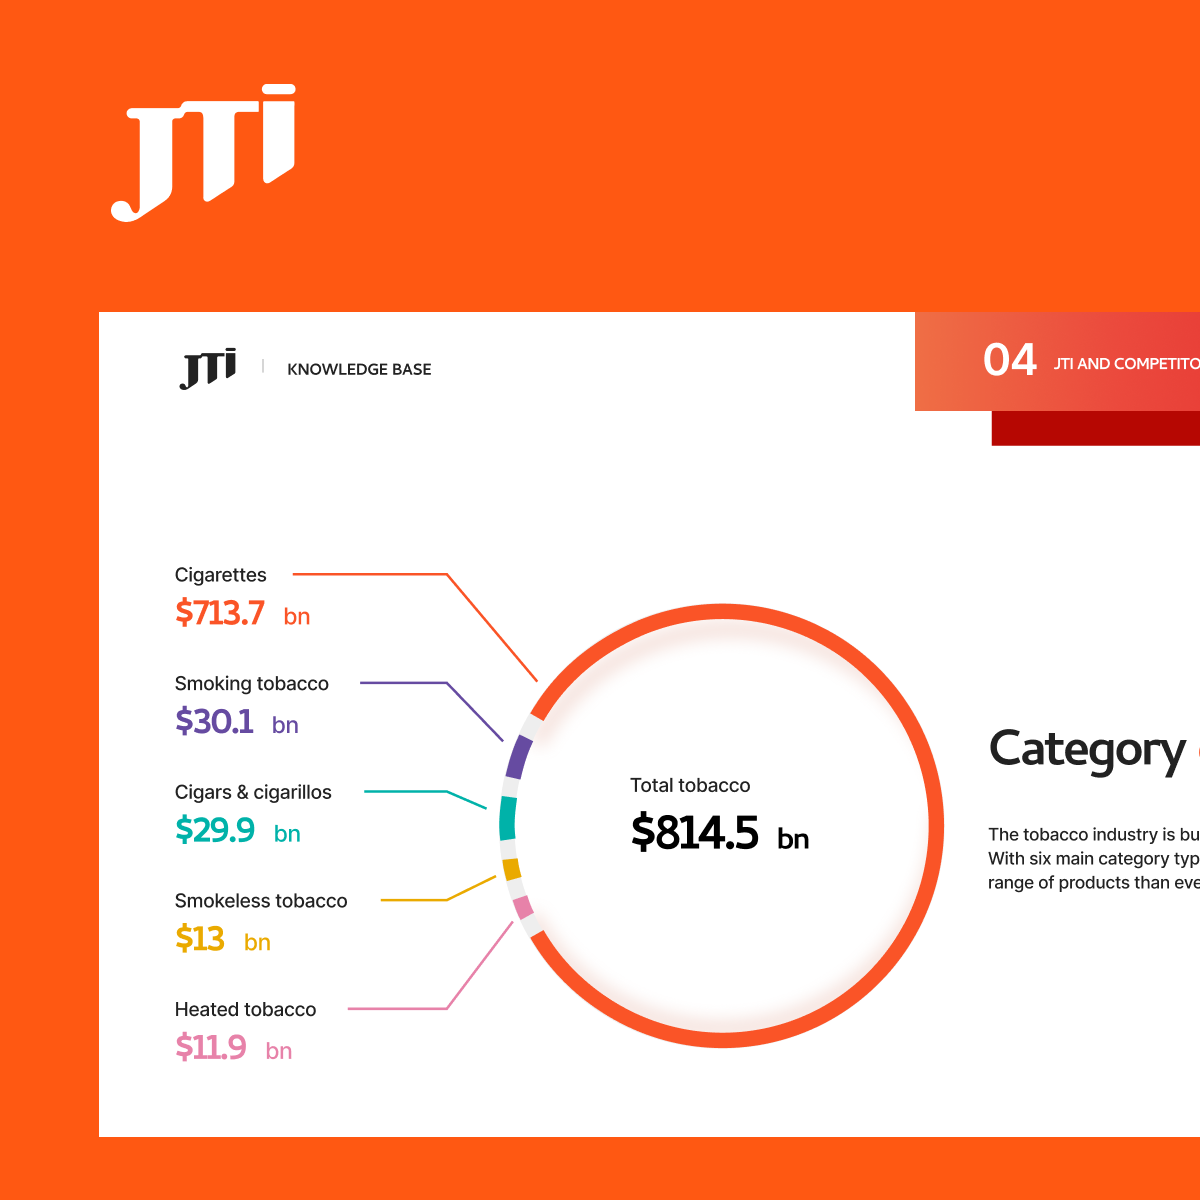 JTI
JTI | KNOWLEDGE BASE
04 JTI AND COMPETITO
Cigarettes
$713.7 bn
Smoking tobacco
$30.1 bn
Cigars & cigarillos
$29.9 bn
Smokeless tobacco
$13 bn
Heated tobacco
$11.9 bn
Total tobacco
$814.5 bn
Category
The tobacco industry is bu
With six main category typ
range of products than eve